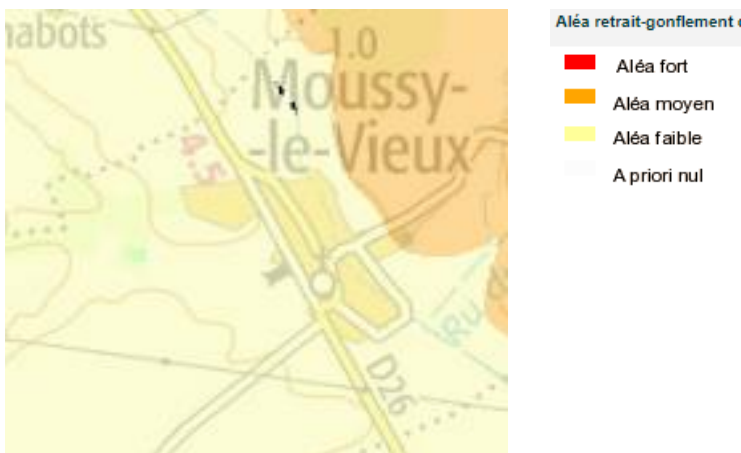 abots
1.0
Moussy-
-le-Vieux
4.5
Ru d
D26
Aléa retrait-gonflement d
Aléa fort
Aléa moyen
Aléa faible
A priori nul